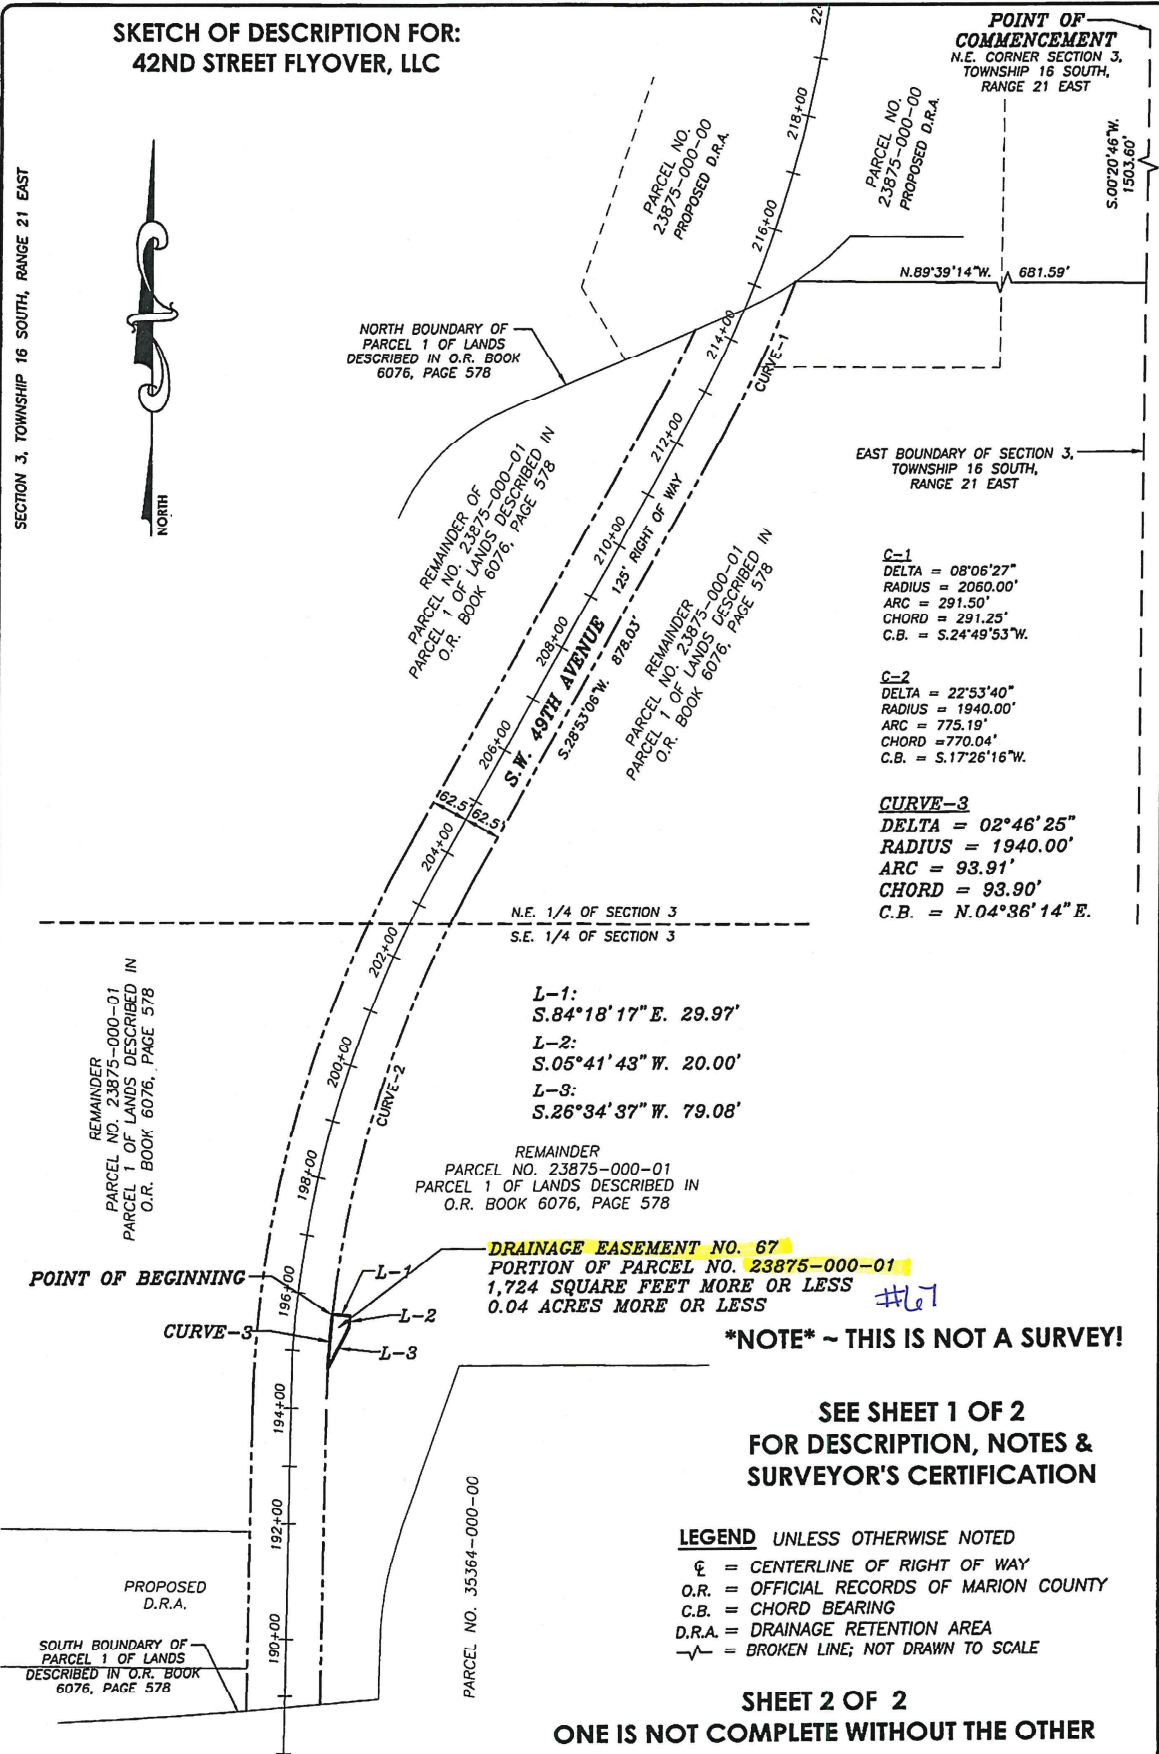 SKETCH OF DESCRIPTION FOR:
42ND STREET FLYOVER, LLC
POINT OF
COMMENCEMENT
N.E. CORNER SECTION 3,
TOWNSHIP 16 SOUTH,
RANGE 21 EAST
S.00°20'46"W.
1503.60'
SECTION 3, TOWNSHIP 16 SOUTH, RANGE 21 EAST
NORTH
PARCEL NO.
23875-000-00
PROPOSED D.R.A.
PARCEL NO.
23875-000-00
PROPOSED D.R.A.
22
218+00
216+00
214+00
212+00
210+00
208+00
206+00
204+00
202+00
200+00
198+00
196+00
194+00
192+00
190+00
N.89°39'14"W. 681.59'
NORTH BOUNDARY OF
PARCEL 1 OF LANDS
DESCRIBED IN O.R. BOOK
6076, PAGE 578
CURVE-1
EAST BOUNDARY OF SECTION 3,
TOWNSHIP 16 SOUTH,
RANGE 21 EAST
REMAINDER OF
PARCEL NO. 23875-000-01
PARCEL 1 OF LANDS DESCRIBED IN
O.R. BOOK 6076, PAGE 578
S.W. 49TH AVENUE
125' RIGHT OF WAY
S.28°53'06"W. 878.03'
REMAINDER
PARCEL NO. 23875-000-01
PARCEL 1 OF LANDS DESCRIBED IN
O.R. BOOK 6076, PAGE 578
C-1
DELTA = 08°06'27"
RADIUS = 2060.00'
ARC = 291.50'
CHORD = 291.25'
C.B. = S.24°49'53"W.
C-2
DELTA = 22°53'40"
RADIUS = 1940.00'
ARC = 775.19'
CHORD =770.04'
C.B. = S.17°26'16"W.
CURVE-3
DELTA = 02°46'25"
RADIUS = 1940.00'
ARC = 93.91'
CHORD = 93.90'
C.B. = N.04°36'14"E.
62.5'
62.5'
N.E. 1/4 OF SECTION 3
S.E. 1/4 OF SECTION 3
L-1:
S.84°18'17"E. 29.97'
L-2:
S.05°41'43"W. 20.00'
L-3:
S.26°34'37"W. 79.08'
REMAINDER
PARCEL NO. 23875-000-01
PARCEL 1 OF LANDS DESCRIBED IN
O.R. BOOK 6076, PAGE 578
CURVE-2
REMAINDER
PARCEL NO. 23875-000-01
PARCEL 1 OF LANDS DESCRIBED IN
O.R. BOOK 6076, PAGE 578
DRAINAGE EASEMENT NO. 67
PORTION OF PARCEL NO. 23875-000-01
1,724 SQUARE FEET MORE OR LESS
0.04 ACRES MORE OR LESS
#67
POINT OF BEGINNING
L-1
L-2
CURVE-3
L-3
*NOTE* ~ THIS IS NOT A SURVEY!
SEE SHEET 1 OF 2
FOR DESCRIPTION, NOTES &
SURVEYOR'S CERTIFICATION
PARCEL NO. 35364-000-00
LEGEND UNLESS OTHERWISE NOTED
℄ = CENTERLINE OF RIGHT OF WAY
O.R. = OFFICIAL RECORDS OF MARION COUNTY
C.B. = CHORD BEARING
D.R.A. = DRAINAGE RETENTION AREA
= BROKEN LINE; NOT DRAWN TO SCALE
PROPOSED
D.R.A.
SOUTH BOUNDARY OF
PARCEL 1 OF LANDS
DESCRIBED IN O.R. BOOK
6076, PAGE 578
SHEET 2 OF 2
ONE IS NOT COMPLETE WITHOUT THE OTHER